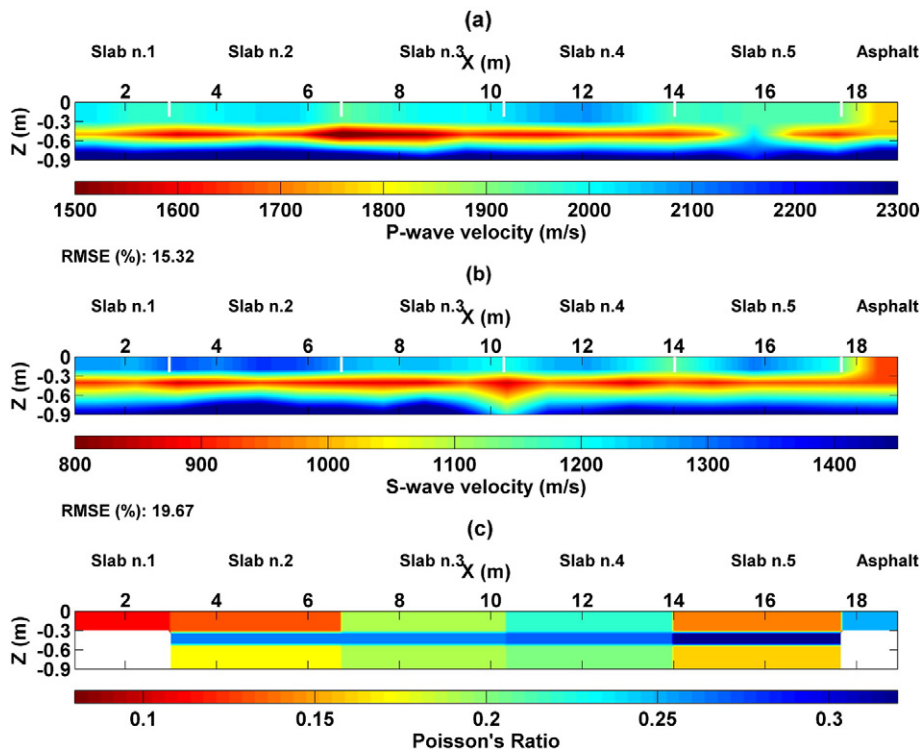 (a)
Slab n.1 Slab n.2 Slab n.3 Slab n.4 Slab n.5 Asphalt
X (m)
2 4 6 8 10 12 14 16 18
Z (m)
0
-0.3
-0.6
-0.9
1500 1600 1700 1800 1900 2000 2100 2200 2300
P-wave velocity (m/s)
RMSE (%): 15.32
(b)
Slab n.1 Slab n.2 Slab n.3 Slab n.4 Slab n.5 Asphalt
X (m)
2 4 6 8 10 12 14 16 18
Z (m)
0
-0.3
-0.6
-0.9
800 900 1000 1100 1200 1300 1400
S-wave velocity (m/s)
RMSE (%): 19.67
(c)
Slab n.1 Slab n.2 Slab n.3 Slab n.4 Slab n.5 Asphalt
X (m)
2 4 6 8 10 12 14 16 18
Z (m)
0
-0.3
-0.6
-0.9
0.1 0.15 0.2 0.25 0.3
Poisson's Ratio